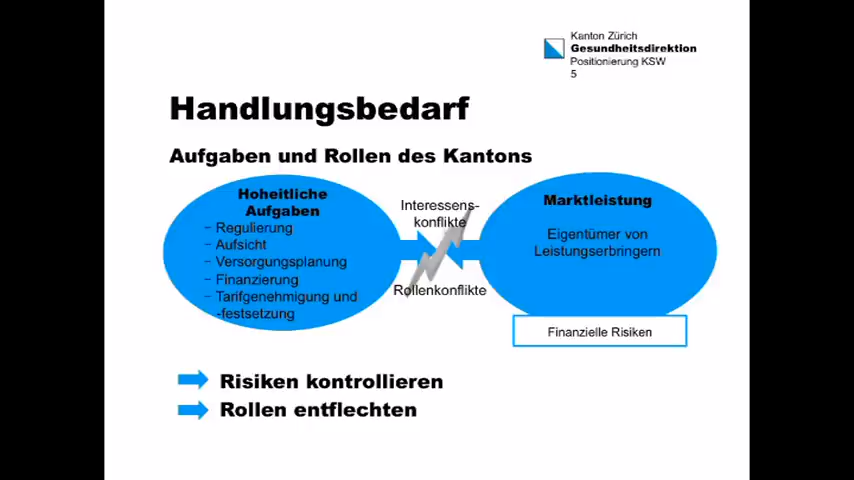 Kanton Zürich
Gesundheitsdirektion
Positionierung KSW
5
Handlungsbedarf
Aufgaben und Rollen des Kantons
Hoheitliche
Aufgaben
− Regulierung
− Aufsicht
− Versorgungsplanung
− Finanzierung
− Tarifgenehmigung und
-festsetzung
Interessens-
konflikte
Rollenkonflikte
Marktleistung
Eigentümer von
Leistungserbringern
Finanzielle Risiken
Risiken kontrollieren
Rollen entflechten